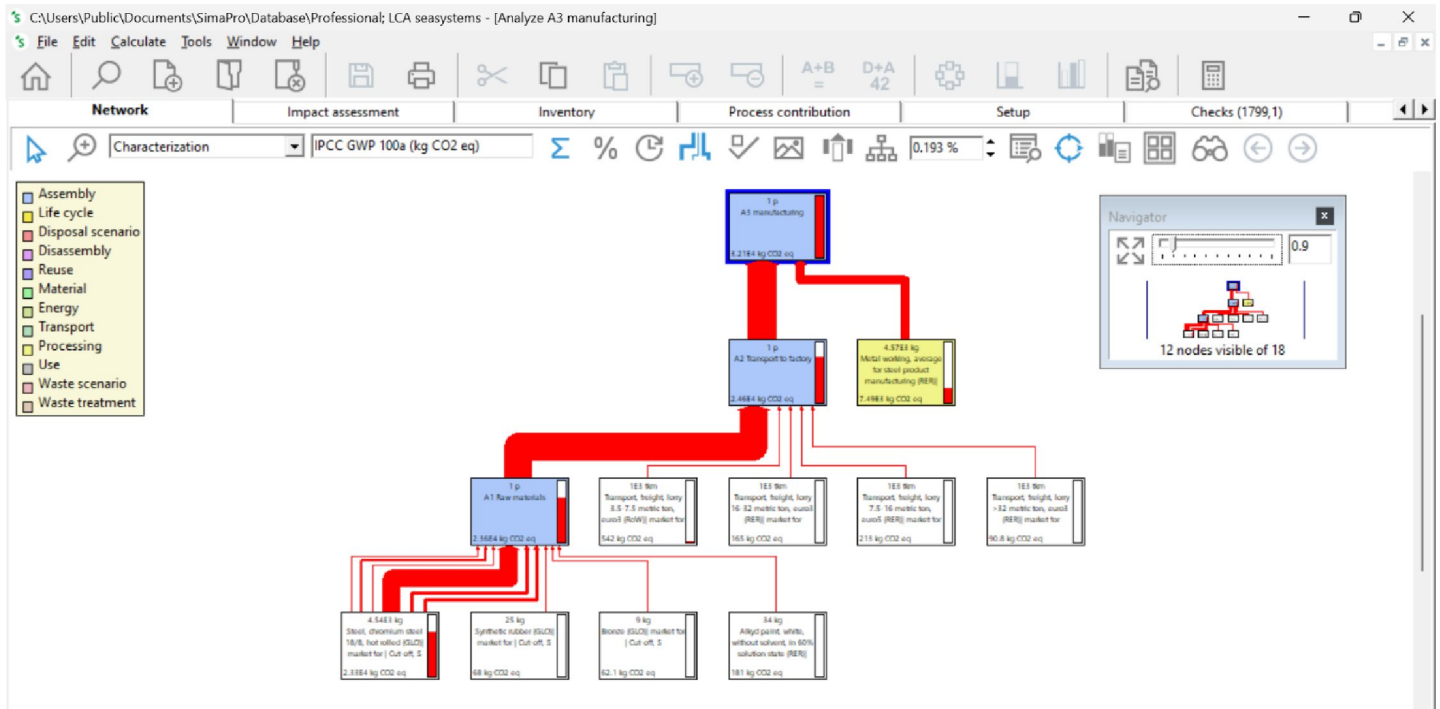 C:\Users\Public\Documents\SimaPro\Database\Professional; LCA seasystems - [Analyze A3 manufacturing]
File Edit Calculate Tools Window Help
A+B
=
D+A
42
Network Impact assessment Inventory Process contribution Setup Checks (1799,1)
Characterization IPCC GWP 100a (kg CO2 eq) Σ % 0.193 %
Assembly
Life cycle
Disposal scenario
Disassembly
Reuse
Material
Energy
Transport
Processing
Use
Waste scenario
Waste treatment
Navigator
0.9
12 nodes visible of 18
1 p
A3 manufacturing
3.21E4 kg CO2 eq
1 p
A2 Transport to factory
2.46E4 kg CO2 eq
4.57E3 kg
Metal working, average
for steel product
manufacturing {RER}|
7.49E3 kg CO2 eq
1 p
A1 Raw materials
2.36E4 kg CO2 eq
1E3 tkm
Transport, freight, lorry
3.5-7.5 metric ton,
euro3 {RoW}| market for
542 kg CO2 eq
1E3 tkm
Transport, freight, lorry
16-32 metric ton, euro3
{RER}| market for
165 kg CO2 eq
1E3 tkm
Transport, freight, lorry
7.5-16 metric ton,
euro5 {RER}| market for
213 kg CO2 eq
1E3 tkm
Transport, freight, lorry
>32 metric ton, euro3
{RER}| market for
90.8 kg CO2 eq
4.54E3 kg
Steel, chromium steel
18/8, hot rolled {GLO}|
market for | Cut-off, S
2.33E4 kg CO2 eq
25 kg
Synthetic rubber {GLO}|
market for | Cut-off, S
68 kg CO2 eq
9 kg
Bronze {GLO}| market for
| Cut-off, S
62.1 kg CO2 eq
34 kg
Alkyd paint, white,
without solvent, in 60%
solution state {RER}|
181 kg CO2 eq